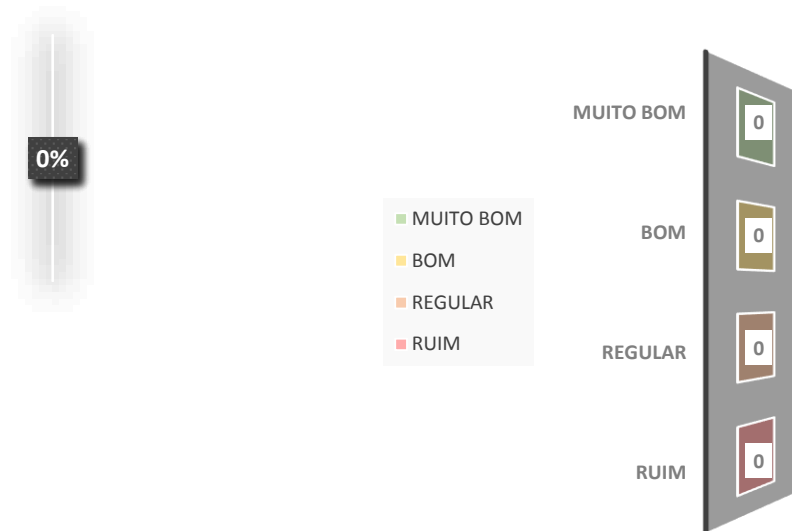 0%
MUITO BOM
BOM
REGULAR
RUIM
MUITO BOM 0
BOM 0
REGULAR 0
RUIM 0